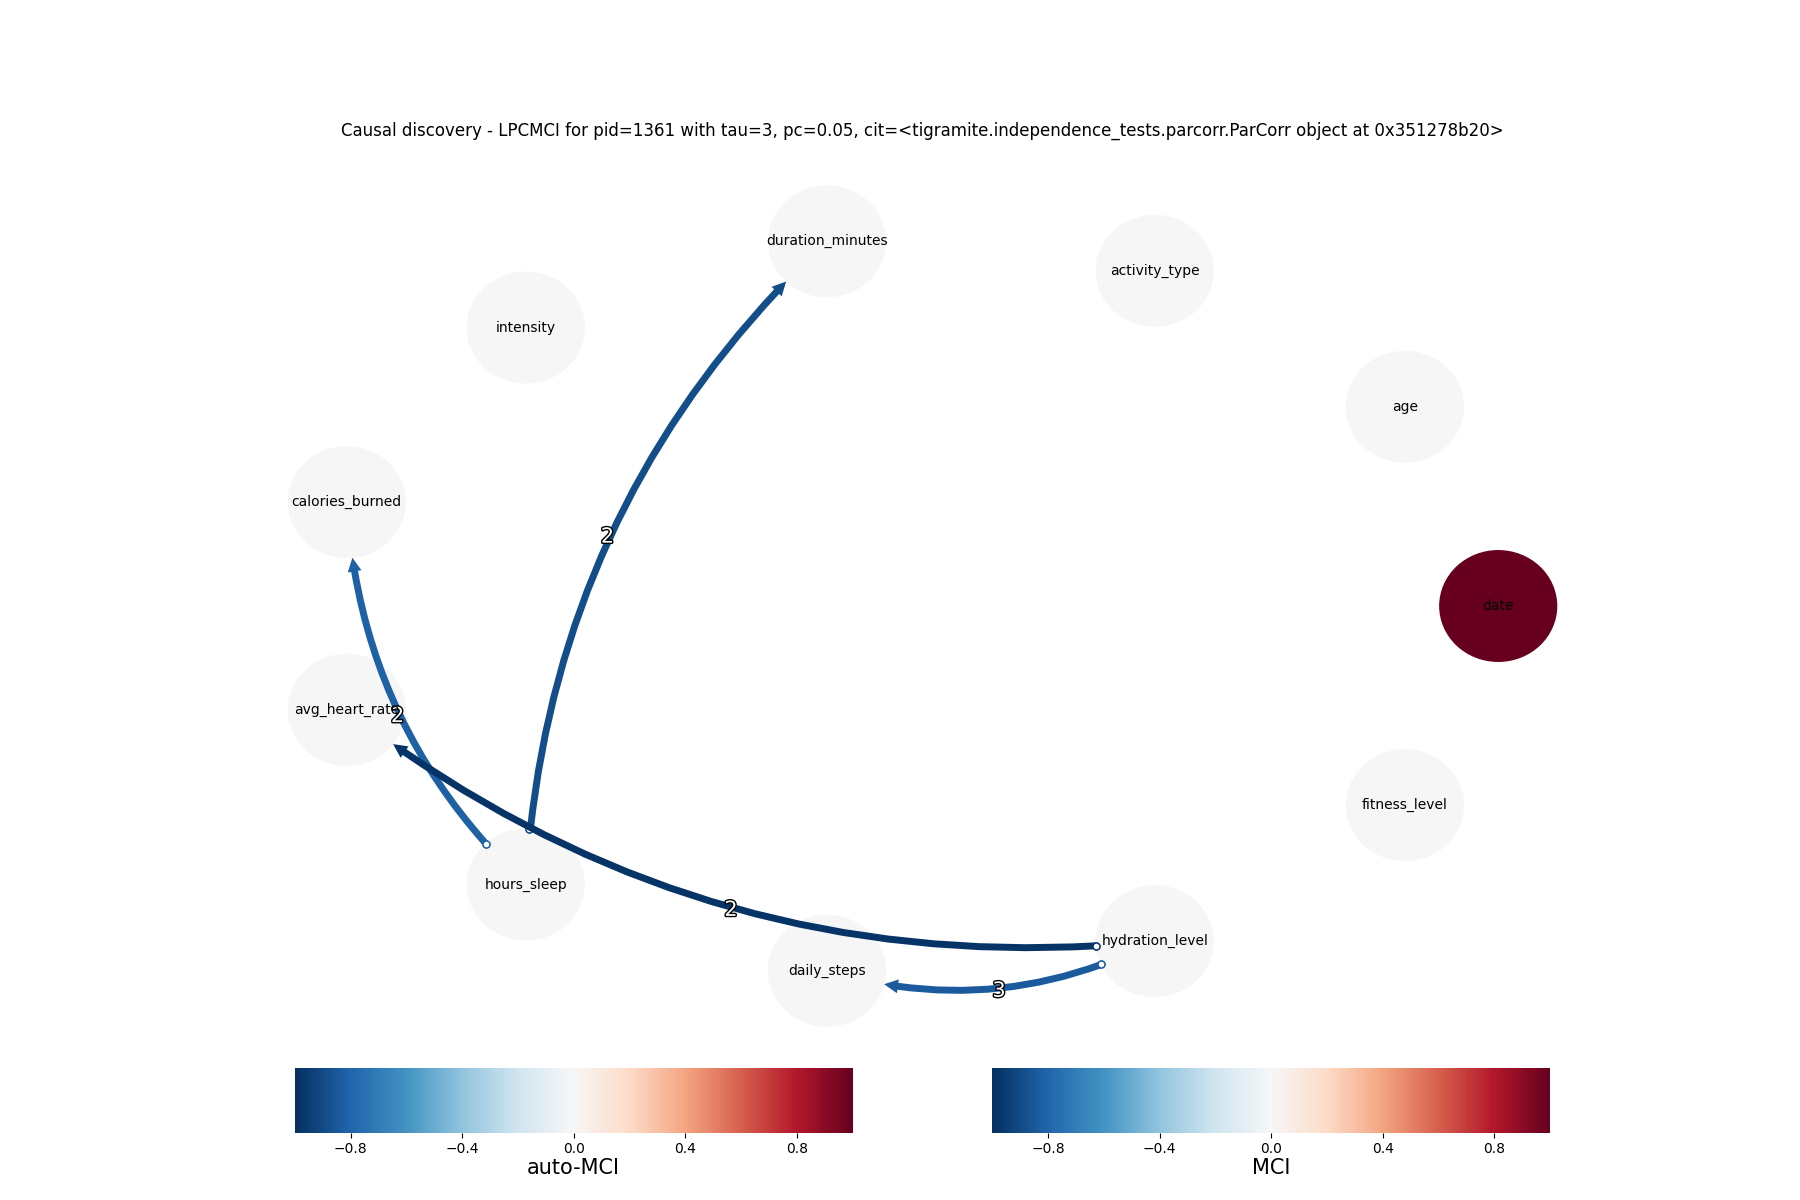 Causal discovery - LPCMCI for pid=1361 with tau=3, pc=0.05, cit=<tigramite.independence_tests.parcorr.ParCorr object at 0x351278b20>
duration_minutes
activity_type
intensity
age
calories_burned
2
date
avg_heart_rate
2
fitness_level
hours_sleep
2
hydration_level
daily_steps
3
−0.8 −0.4 0.0 0.4 0.8
auto-MCI
−0.8 −0.4 0.0 0.4 0.8
MCI